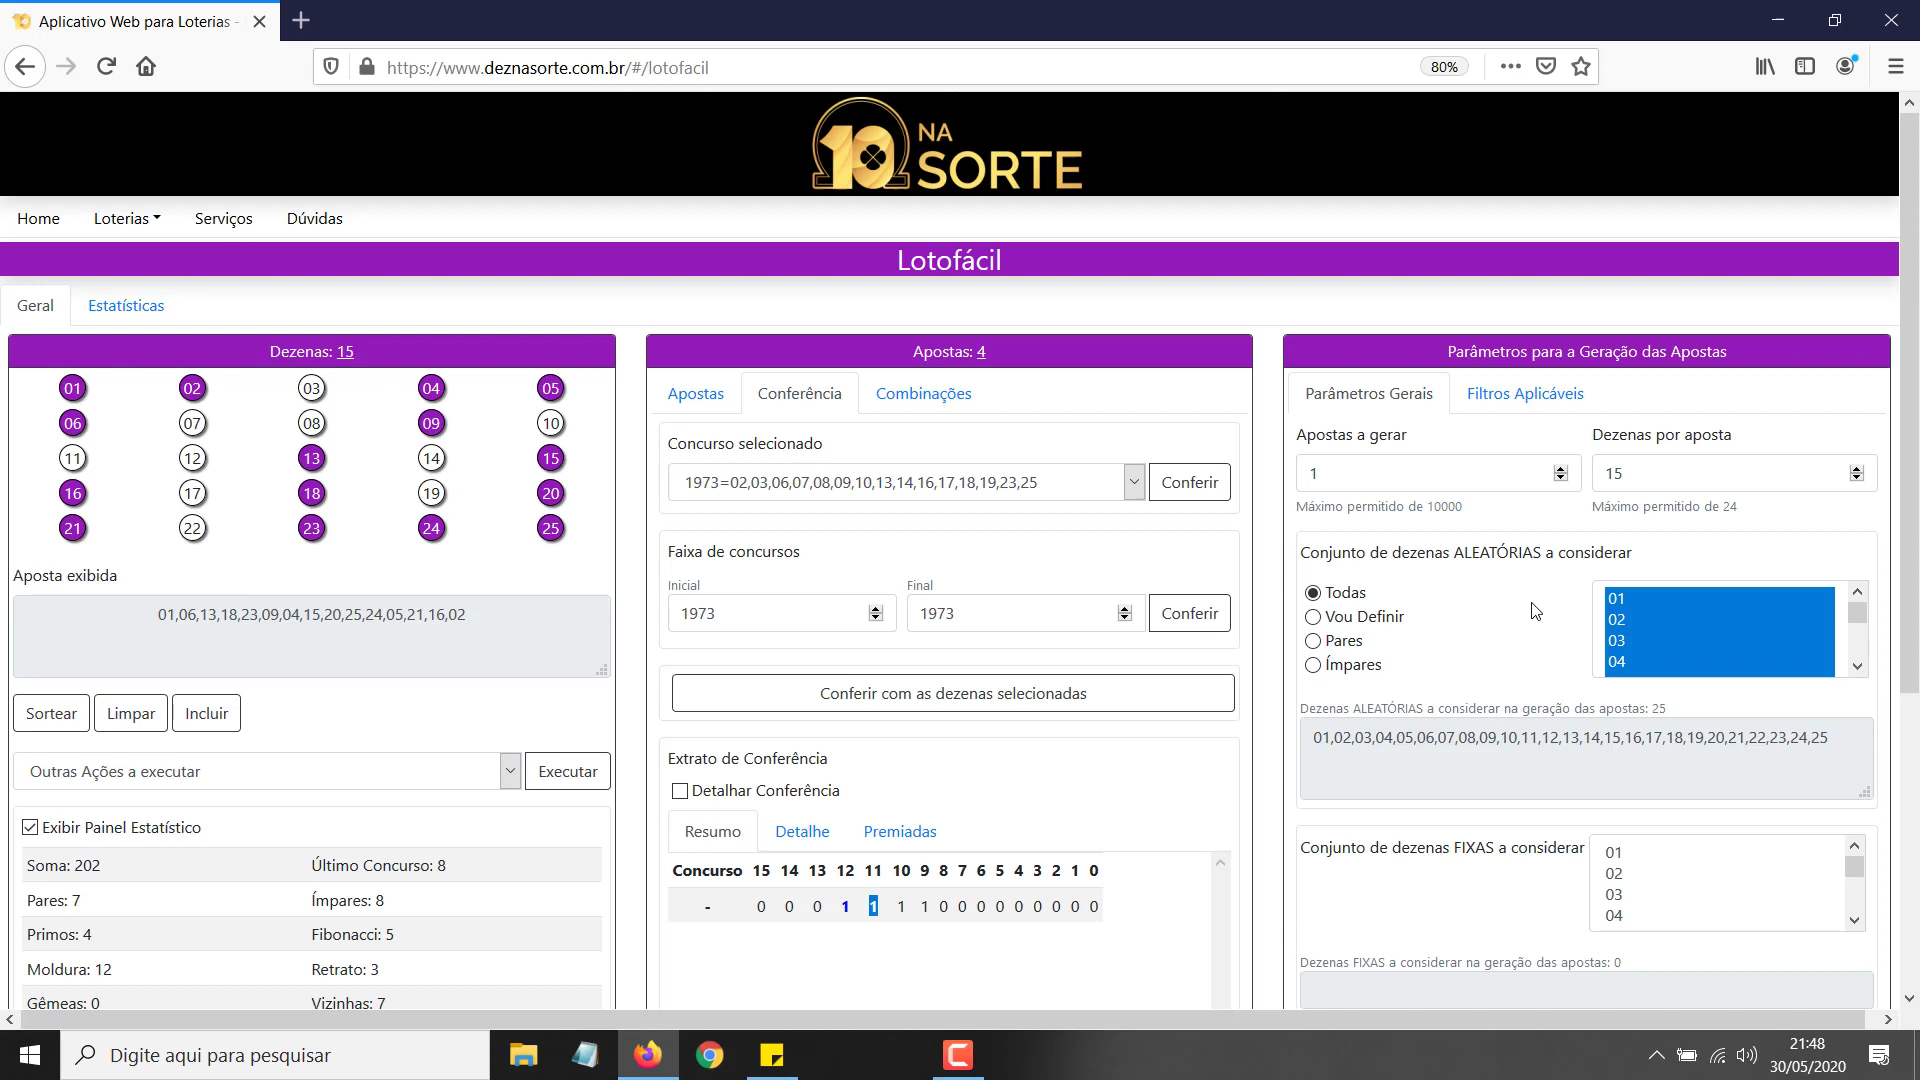 Aplicativo Web para Loterias -
https://www.deznasorte.com.br/#/lotofacil
80%
10 NA SORTE
Home Loterias Serviços Dúvidas
Lotofácil
Geral Estatísticas
Dezenas: 15
01 02 03 04 05
06 07 08 09 10
11 12 13 14 15
16 17 18 19 20
21 22 23 24 25
Aposta exibida
01,06,13,18,23,09,04,15,20,25,24,05,21,16,02
Sortear Limpar Incluir
Outras Ações a executar Executar
Exibir Painel Estatístico
Soma: 202 Último Concurso: 8
Pares: 7 Ímpares: 8
Primos: 4 Fibonacci: 5
Moldura: 12 Retrato: 3
Gêmeas: 0 Vizinhas: 7
Apostas: 4
Apostas Conferência Combinações
Concurso selecionado
1973=02,03,06,07,08,09,10,13,14,16,17,18,19,23,25 Conferir
Faixa de concursos
Inicial Final
1973 1973 Conferir
Conferir com as dezenas selecionadas
Extrato de Conferência
Detalhar Conferência
Resumo Detalhe Premiadas
Concurso 15 14 13 12 11 10 9 8 7 6 5 4 3 2 1 0
- 0 0 0 1 1 1 1 0 0 0 0 0 0 0 0 0
Parâmetros para a Geração das Apostas
Parâmetros Gerais Filtros Aplicáveis
Apostas a gerar Dezenas por aposta
1 15
Máximo permitido de 10000 Máximo permitido de 24
Conjunto de dezenas ALEATÓRIAS a considerar
Todas
Vou Definir
Pares
Ímpares
01
02
03
04
Dezenas ALEATÓRIAS a considerar na geração das apostas: 25
01,02,03,04,05,06,07,08,09,10,11,12,13,14,15,16,17,18,19,20,21,22,23,24,25
Conjunto de dezenas FIXAS a considerar
01
02
03
04
Dezenas FIXAS a considerar na geração das apostas: 0
Digite aqui para pesquisar
21:48
30/05/2020